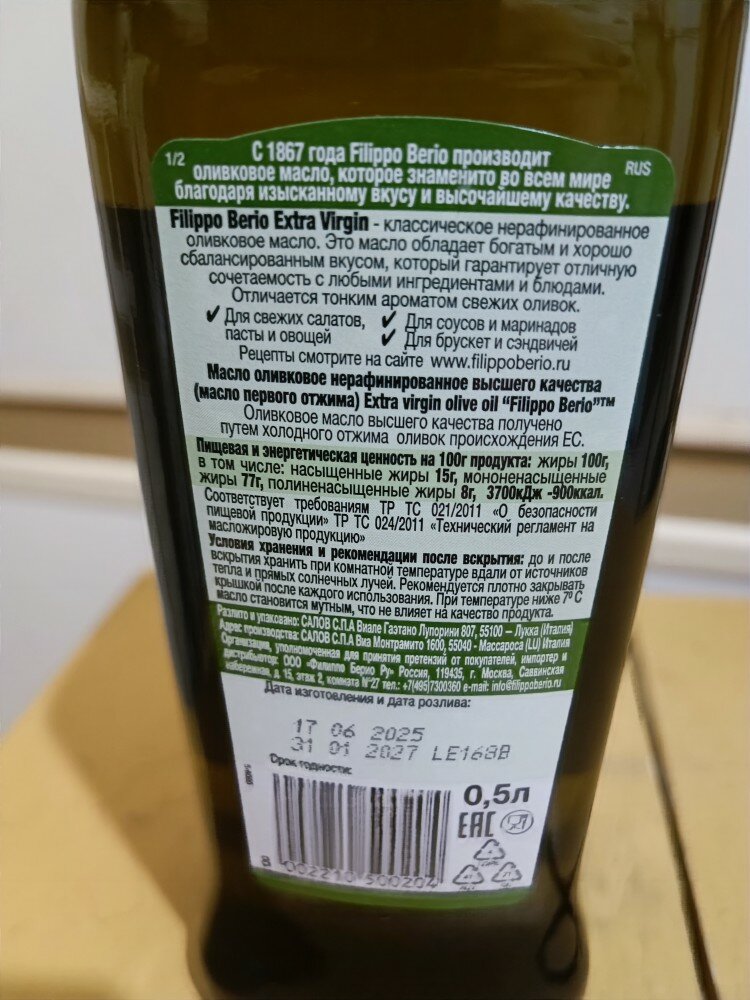 1/2
RUS
С 1867 года Filippo Berio производит
оливковое масло, которое знаменито во всем мире
благодаря изысканному вкусу и высочайшему качеству.
Filippo Berio Extra Virgin - классическое нерафинированное
оливковое масло. Это масло обладает богатым и хорошо
сбалансированным вкусом, который гарантирует отличную
сочетаемость с любыми ингредиентами и блюдами.
Отличается тонким ароматом свежих оливок.
✔ Для свежих салатов,
пасты и овощей
✔ Для соусов и маринадов
✔ Для брускет и сэндвичей
Рецепты смотрите на сайте www.filippoberio.ru
Масло оливковое нерафинированное высшего качества
(масло первого отжима) Extra virgin olive oil "Filippo Berio"™
Оливковое масло высшего качества получено
путем холодного отжима оливок происхождения ЕС.
Пищевая и энергетическая ценность на 100г продукта: жиры 100г,
в том числе: насыщенные жиры 15г, мононенасыщенные
жиры 77г, полиненасыщенные жиры 8г, 3700кДж -900ккал.
Соответствует требованиям ТР ТС 021/2011 «О безопасности
пищевой продукции» ТР ТС 024/2011 «Технический регламент на
масложировую продукцию»
Условия хранения и рекомендации после вскрытия: до и после
вскрытия хранить при комнатной температуре вдали от источников
тепла и прямых солнечных лучей. Рекомендуется плотно закрывать
крышкой после каждого использования. При температуре ниже 7⁰ С
масло становится мутным, что не влияет на качество продукта.
Разлито и упаковано: САЛОВ С.П.А Виале Гаэтано Лупорини 807, 55100 – Лукка (Италия)
Адрес производства: САЛОВ С.П.А Виа Монтрамито 1600, 55040 - Массароса (LU) Италия
Организация, уполномоченная для принятия претензий от покупателей, импортер и
дистрибьютор: ООО «Филиппо Берио Ру» Россия, 119435, г. Москва, Саввинская
набережная, д. 15, этаж 2, комната №27 тел.: +7(495)7300360 e-mail: info@filippoberio.ru
Дата изготовления и дата розлива:
17 06 2025
31 01 2027 LE168B
Срок годности:
0,5л
EAC
8 002210 500204